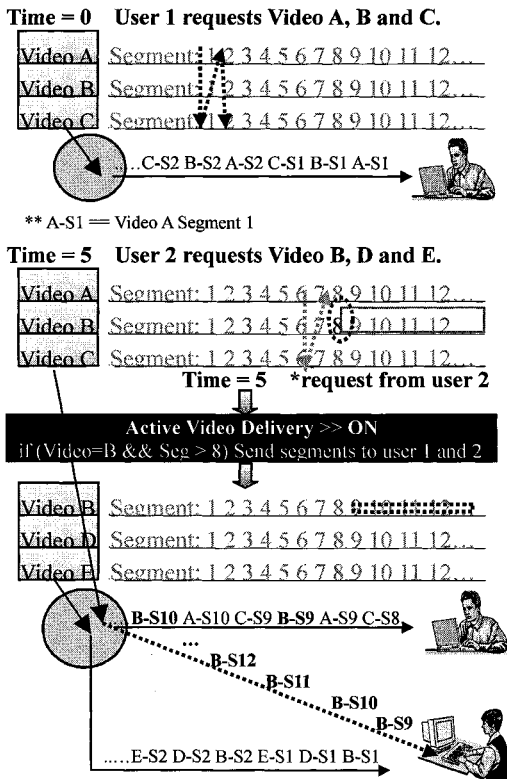 Time = 0 User 1 requests Video A, B and C.
Video A Segment: 1 2 3 4 5 6 7 8 9 10 11 12...
Video B Segment: 1 2 3 4 5 6 7 8 9 10 11 12...
Video C Segment: 1 2 3 4 5 6 7 8 9 10 11 12...
...C-S2 B-S2 A-S2 C-S1 B-S1 A-S1
** A-S1 == Video A Segment 1
Time = 5 User 2 requests Video B, D and E.
Video A Segment: 1 2 3 4 5 6 7 8 9 10 11 12...
Video B Segment: 1 2 3 4 5 6 7 8 9 10 11 12...
Video C Segment: 1 2 3 4 5 6 7 8 9 10 11 12...
Time = 5 *request from user 2
Active Video Delivery >> ON
if (Video=B && Seg > 8) Send segments to user 1 and 2
Video B Segment: 1 2 3 4 5 6 7 8 9 10 11 12...
Video D Segment: 1 2 3 4 5 6 7 8 9 10 11 12...
Video E Segment: 1 2 3 4 5 6 7 8 9 10 11 12...
B-S10 A-S10 C-S9 B-S9 A-S9 C-S8
...
B-S12
B-S11
B-S10
B-S9
.....E-S2 D-S2 B-S2 E-S1 D-S1 B-S1